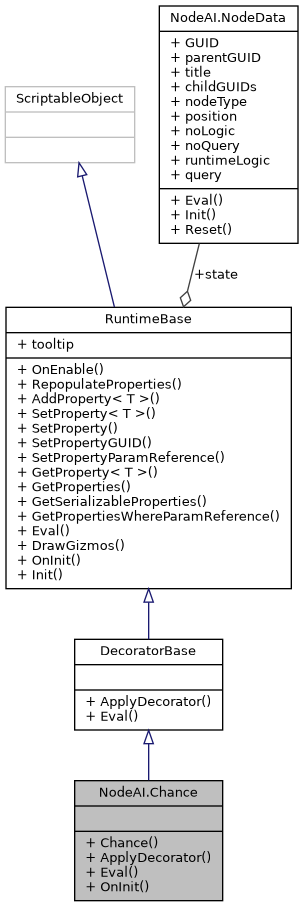 NodeAI.NodeData
+ GUID
+ parentGUID
+ title
+ childGUIDs
+ nodeType
+ position
+ noLogic
+ noQuery
+ runtimeLogic
+ query
+ Eval()
+ Init()
+ Reset()
ScriptableObject
+state
RuntimeBase
+ tooltip
+ OnEnable()
+ RepopulateProperties()
+ AddProperty< T >()
+ SetProperty< T >()
+ SetProperty()
+ SetPropertyGUID()
+ SetPropertyParamReference()
+ GetProperty< T >()
+ GetProperties()
+ GetSerializableProperties()
+ GetPropertiesWhereParamReference()
+ Eval()
+ DrawGizmos()
+ OnInit()
+ Init()
DecoratorBase
+ ApplyDecorator()
+ Eval()
NodeAI.Chance
+ Chance()
+ ApplyDecorator()
+ Eval()
+ OnInit()